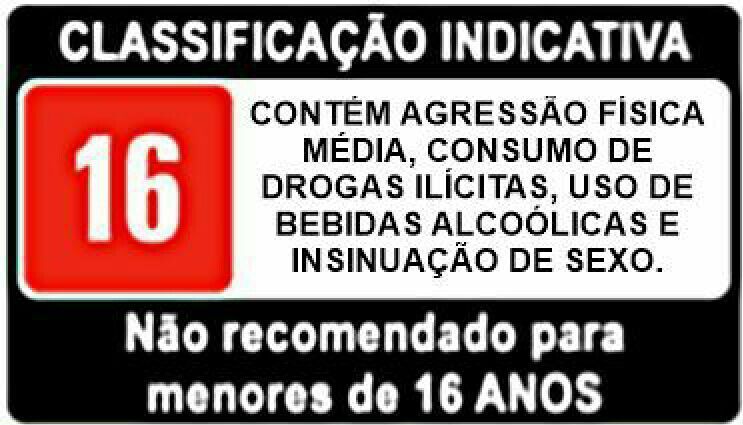 CLASSIFICAÇÃO INDICATIVA
16
CONTÉM AGRESSÃO FÍSICA
MÉDIA, CONSUMO DE
DROGAS ILÍCITAS, USO DE
BEBIDAS ALCOÓLICAS E
INSINUAÇÃO DE SEXO.
Não recomendado para
menores de 16 ANOS